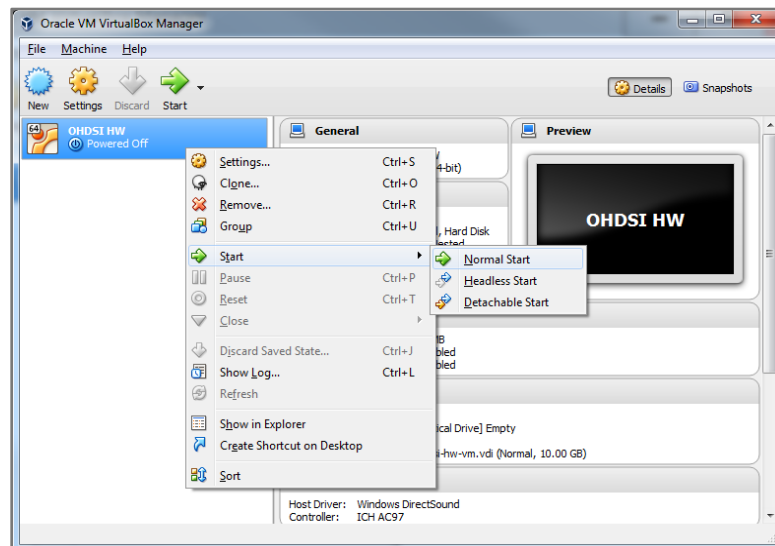 Oracle VM VirtualBox Manager
File Machine Help
New Settings Discard Start
Details Snapshots
64 OHDSI HW
Powered Off
General
Preview
4-bit)
OHDSI HW
Settings... Ctrl+S
Clone... Ctrl+O
Remove... Ctrl+R
Group Ctrl+U
, Hard Disk
Start
Normal Start
Pause Ctrl+P
Headless Start
Reset Ctrl+T
Detachable Start
Close
MB
Discard Saved State... Ctrl+J
bled
bled
Show Log... Ctrl+L
Refresh
Show in Explorer
ical Drive] Empty
Create Shortcut on Desktop
i-hw-vm.vdi (Normal, 10.00 GB)
Sort
Host Driver: Windows DirectSound
Controller: ICH AC97